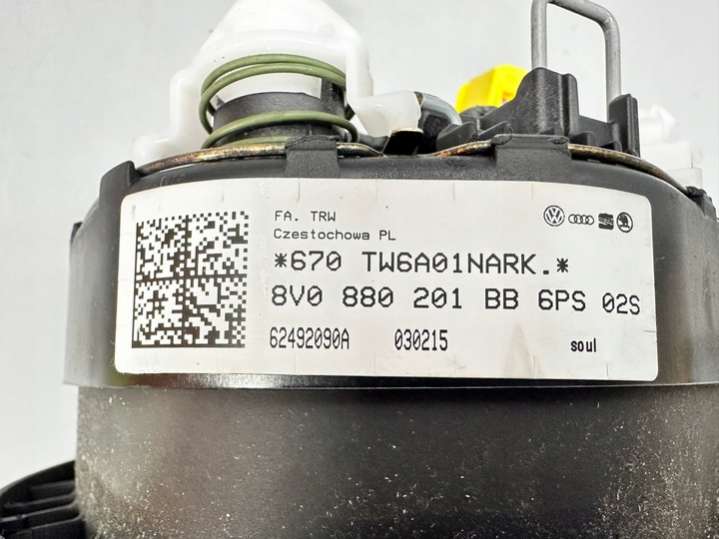 FA. TRW
Czestochowa PL
*670 TW6A01NARK.*
8V0 880 201 BB 6PS 02S
62492090A 030215 soul